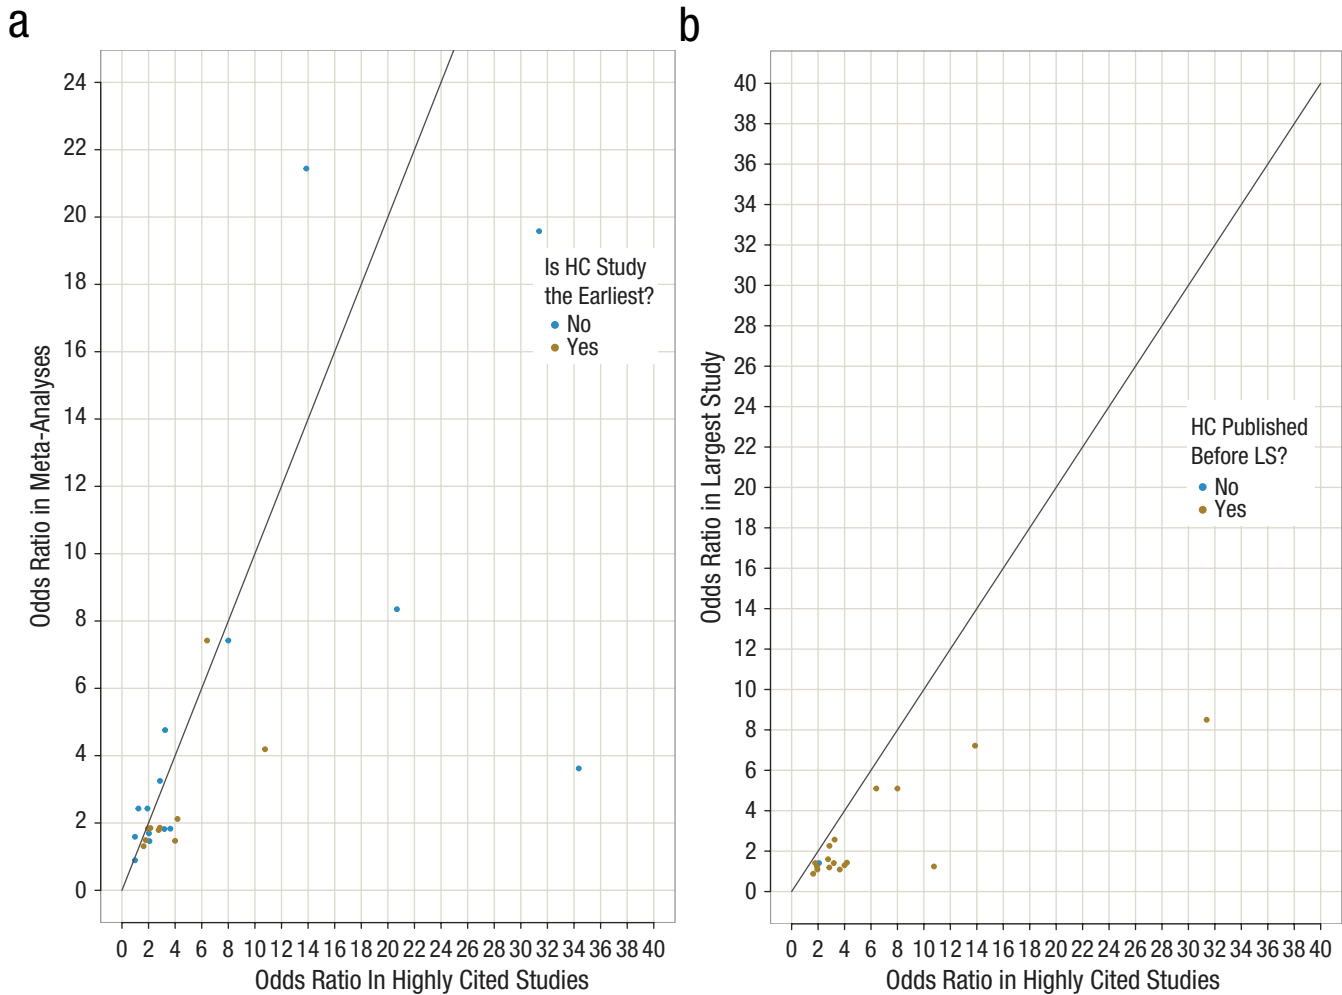 a
24
22
20
18
16
14
12
10
8
6
4
2
0
Odds Ratio in Meta-Analyses
Is HC Study
the Earliest?
No
Yes
0 2 4 6 8 10 12 14 16 18 20 22 24 26 28 30 32 34 36 38 40
Odds Ratio In Highly Cited Studies
b
40
38
36
34
32
30
28
26
24
22
20
18
16
14
12
10
8
6
4
2
0
Odds Ratio in Largest Study
HC Published
Before LS?
No
Yes
0 2 4 6 8 10 12 14 16 18 20 22 24 26 28 30 32 34 36 38 40
Odds Ratio in Highly Cited Studies